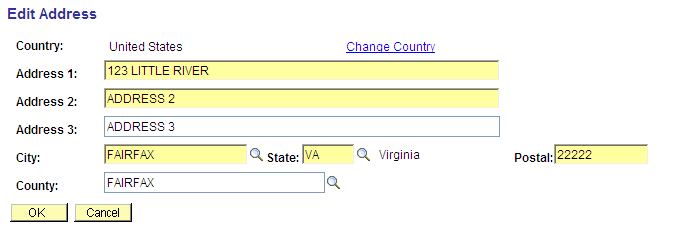 Edit Address
Country: United States Change Country
Address 1: 123 LITTLE RIVER
Address 2: ADDRESS 2
Address 3: ADDRESS 3
City: FAIRFAX State: VA Virginia Postal: 22222
County: FAIRFAX
OK Cancel